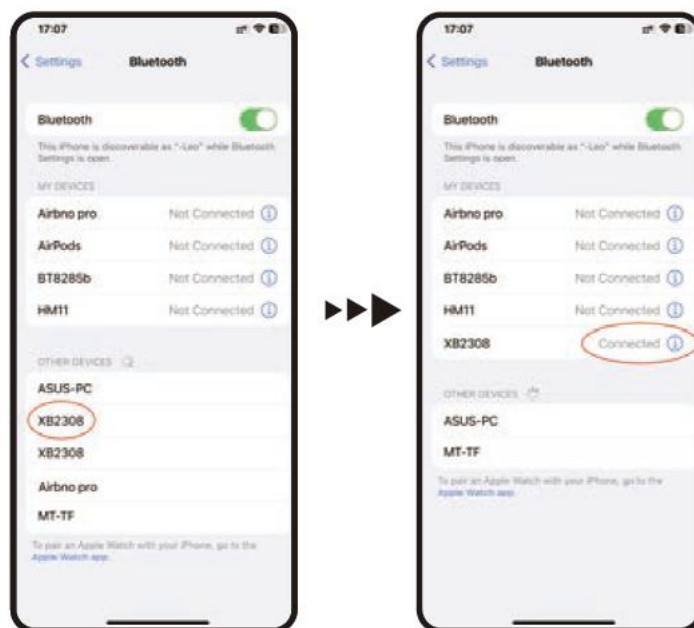 17:07
Settings
Bluetooth
Bluetooth
This iPhone is discoverable as "-Leo" while Bluetooth
Settings is open.
MY DEVICES
Airbno pro Not Connected
AirPods Not Connected
BT8285b Not Connected
HM11 Not Connected
OTHER DEVICES
ASUS-PC
XB2308
XB2308
Airbno pro
MT-TF
To pair an Apple Watch with your iPhone, go to the
Apple Watch app.
17:07
Settings
Bluetooth
Bluetooth
This iPhone is discoverable as "-Leo" while Bluetooth
Settings is open.
MY DEVICES
Airbno pro Not Connected
AirPods Not Connected
BT8285b Not Connected
HM11 Not Connected
XB2308 Connected
OTHER DEVICES
ASUS-PC
MT-TF
To pair an Apple Watch with your iPhone, go to the
Apple Watch app.